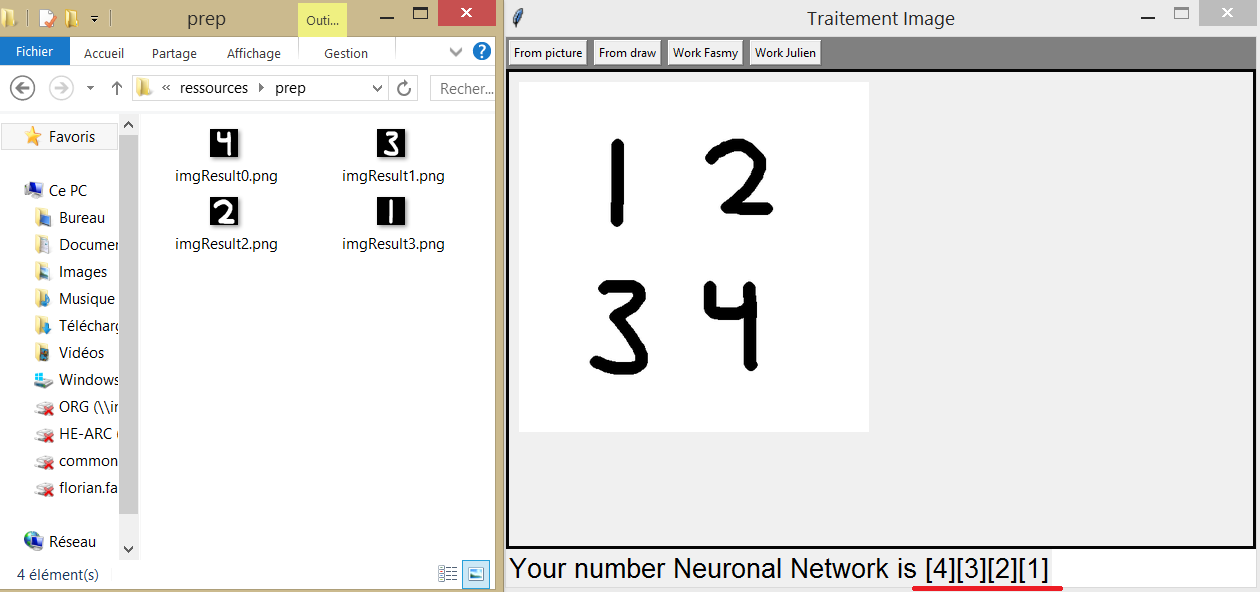 prep
Outi...
Fichier
Accueil
Partage
Affichage
Gestion
« ressources
prep
Recher...
Favoris
Ce PC
Bureau
Documer
Images
Musique
Téléchar
Vidéos
Windows
ORG (\\ir
HE-ARC (
common
florian.fa
Réseau
4
imgResult0.png
3
imgResult1.png
2
imgResult2.png
1
imgResult3.png
4 élément(s)
Traitement Image
From picture
From draw
Work Fasmy
Work Julien
1 2
3 4
Your number Neuronal Network is [4][3][2][1]